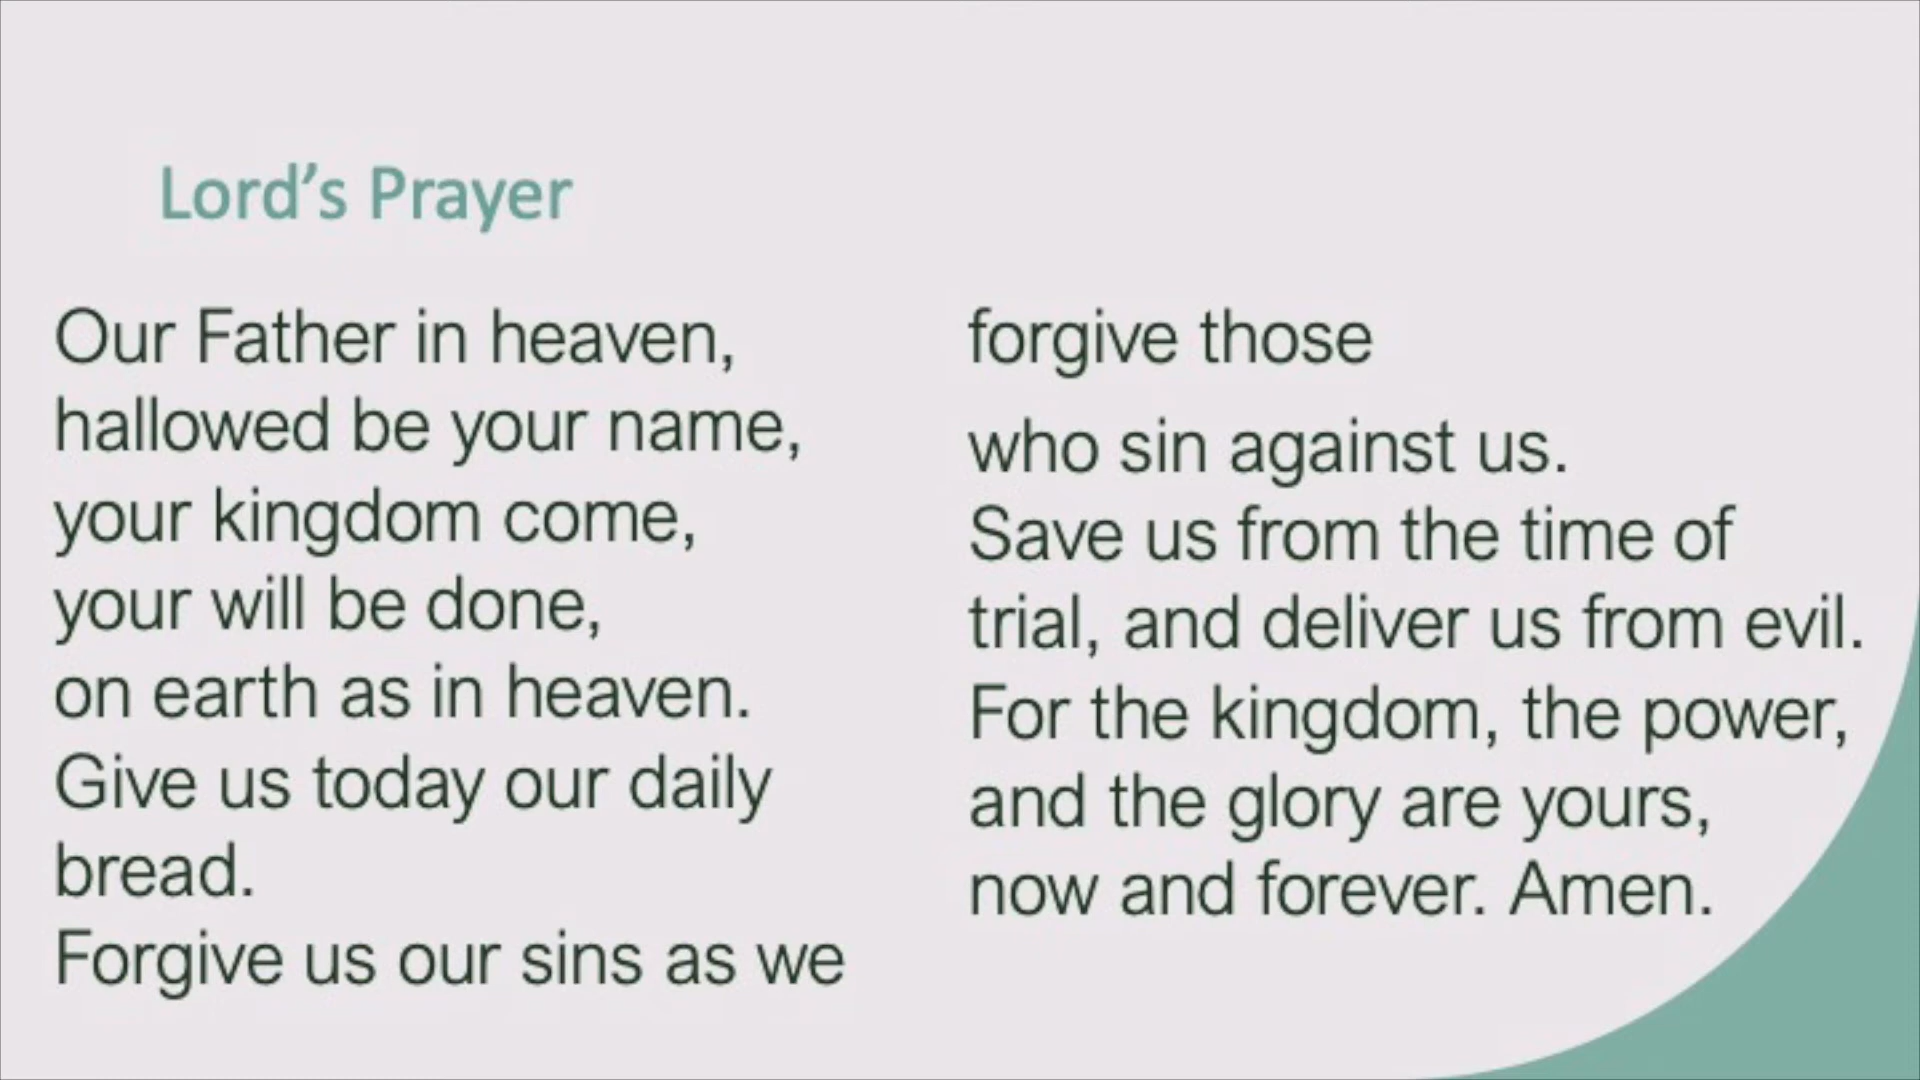 Lord’s Prayer
Our Father in heaven,
hallowed be your name,
your kingdom come,
your will be done,
on earth as in heaven.
Give us today our daily
bread.
Forgive us our sins as we
forgive those
who sin against us.
Save us from the time of
trial, and deliver us from evil.
For the kingdom, the power,
and the glory are yours,
now and forever. Amen.